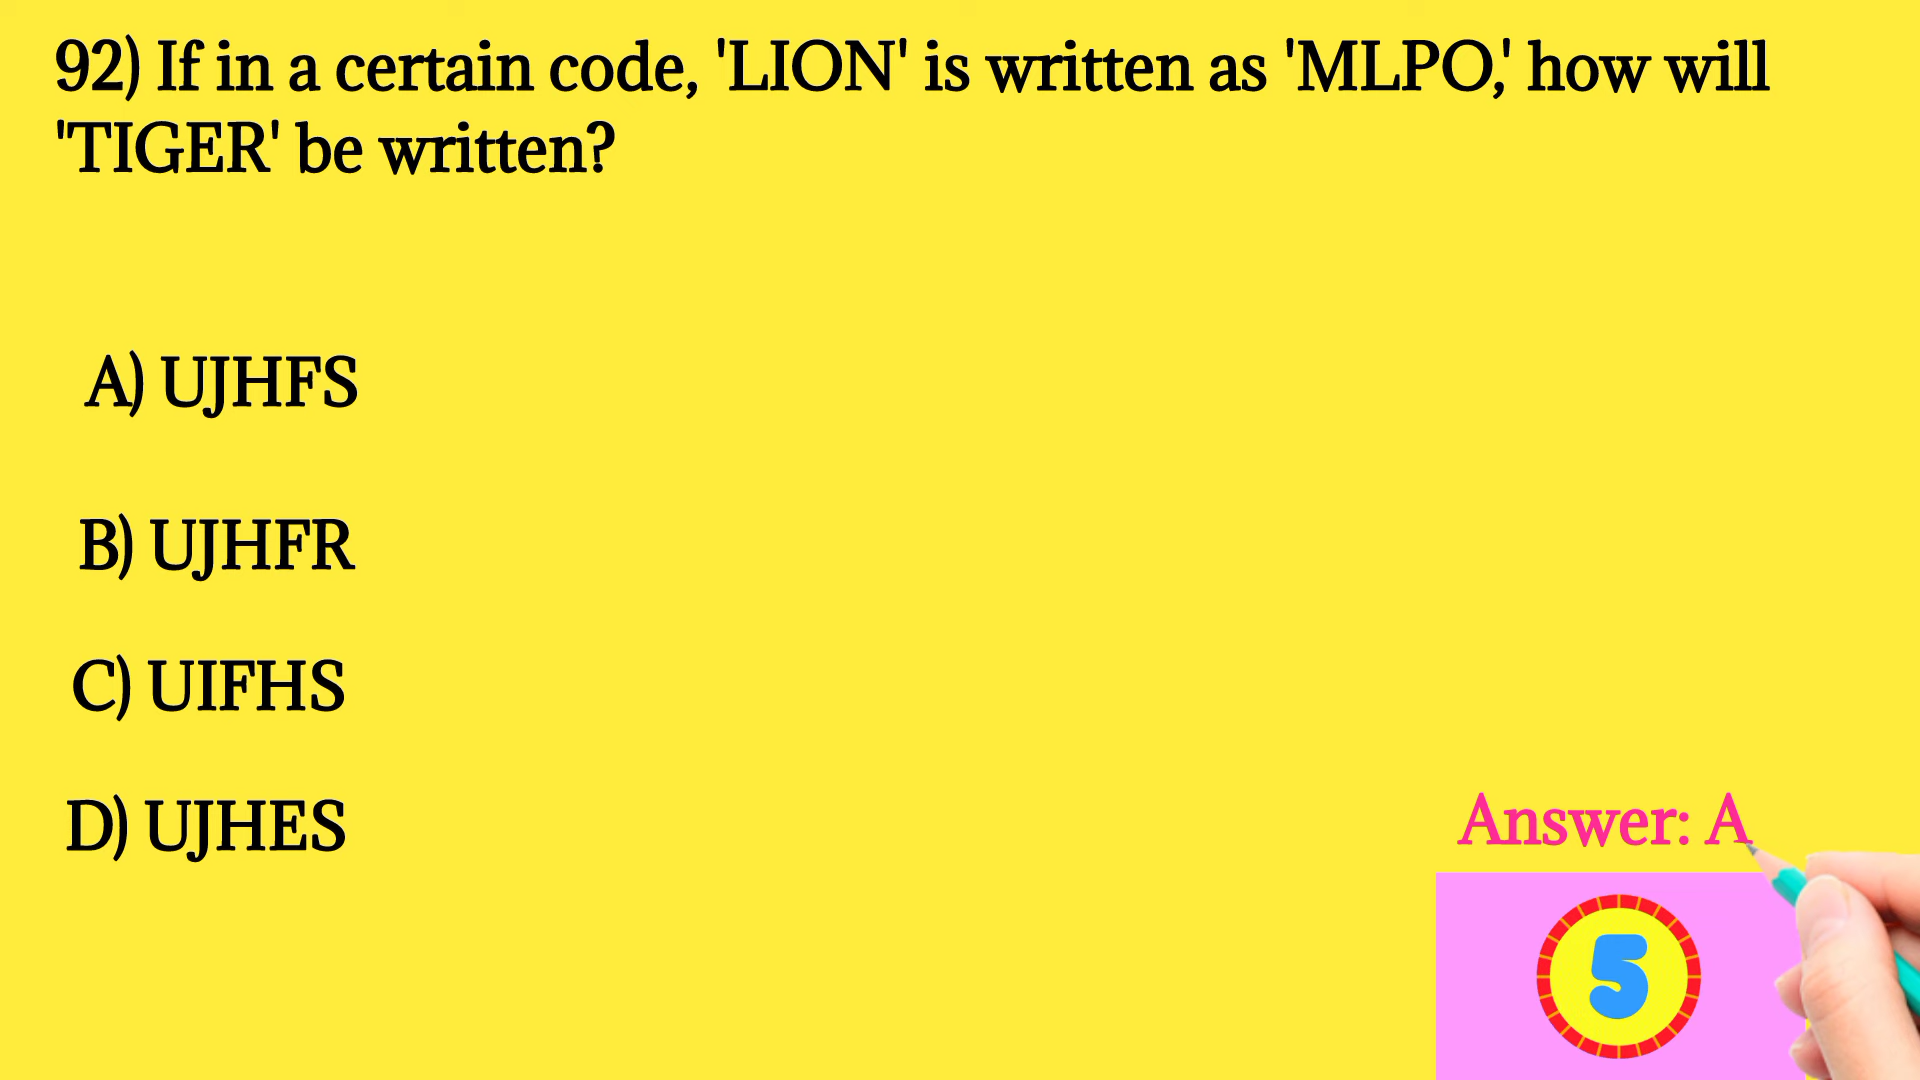 92) If in a certain code, 'LION' is written as 'MLPO,' how will
'TIGER' be written?
A) UJHFS
B) UJHFR
C) UIFHS
D) UJHES
Answer: A
5